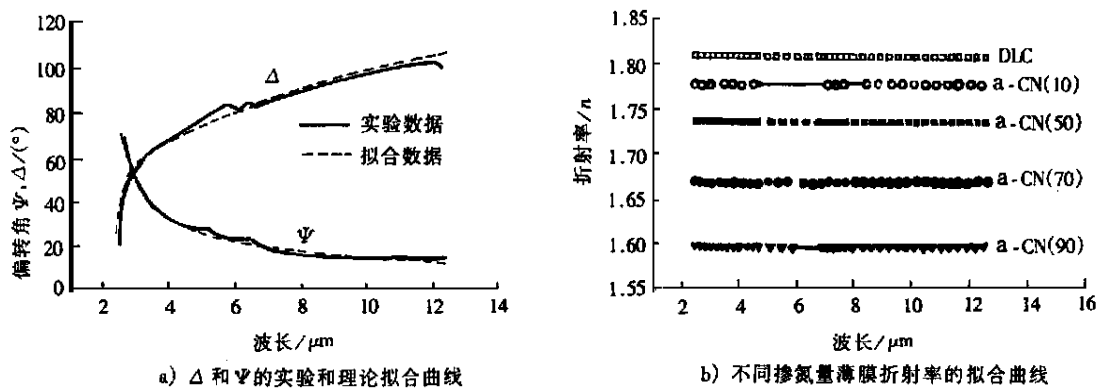 120
100
80
60
40
20
0
偏转角 Ψ,Δ/(°)
Δ
实验数据
拟合数据
Ψ
2 4 6 8 10 12 14
波长/μm
a) Δ 和 Ψ的实验和理论拟合曲线
1.85
1.80
1.75
1.70
1.65
1.60
1.55
折射率/n
DLC
a-CN(10)
a-CN(50)
a-CN(70)
a-CN(90)
2 4 6 8 10 12 14 16
波长/μm
b) 不同掺氮量薄膜折射率的拟合曲线